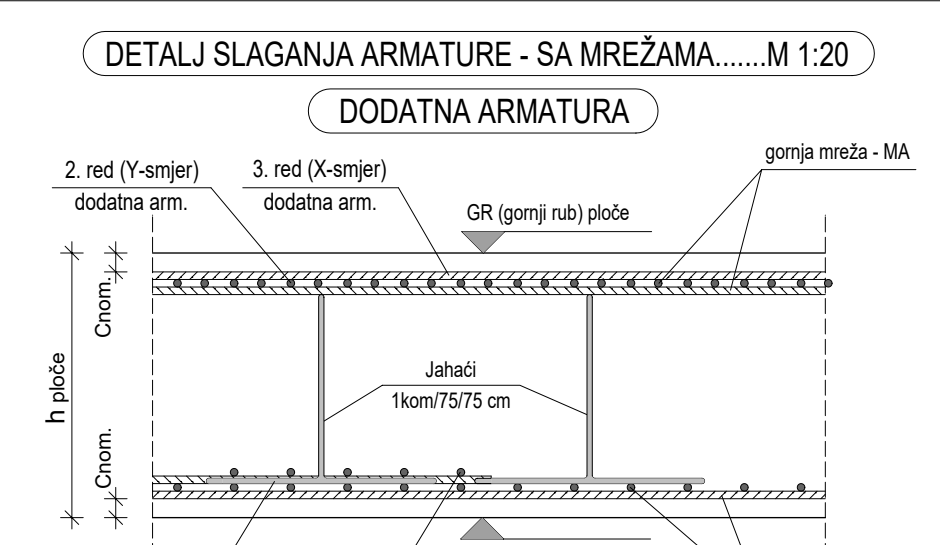 DETALJ SLAGANJA ARMATURE - SA MREŽAMA.......M 1:20
DODATNA ARMATURA
gornja mreža - MA
2. red (Y-smjer)
dodatna arm.
3. red (X-smjer)
dodatna arm.
GR (gornji rub) ploče
Cnom.
h ploče
Jahaći
1kom/75/75 cm
Cnom.